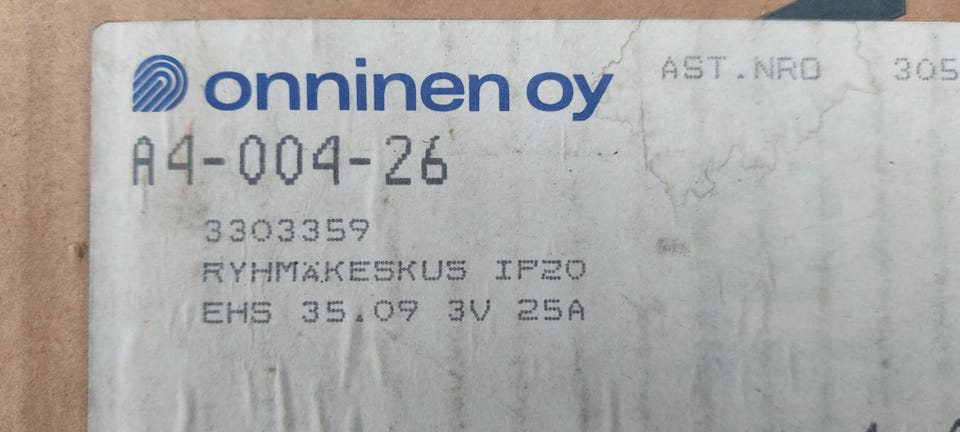 onninen oy AST.NRO 305
A4-004-26
3303359
RYHMÄKESKUS IP20
EHS 35.09 3V 25A